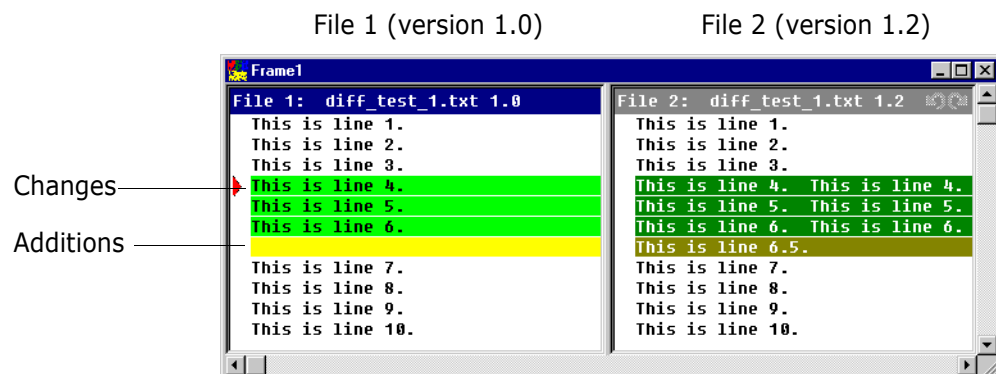 File 1 (version 1.0)
File 2 (version 1.2)
Frame1
File 1:  diff_test_1.txt 1.0
This is line 1.
This is line 2.
This is line 3.
This is line 4.
This is line 5.
This is line 6.
This is line 7.
This is line 8.
This is line 9.
This is line 10.
File 2:  diff_test_1.txt 1.2
This is line 1.
This is line 2.
This is line 3.
This is line 4.  This is line 4.
This is line 5.  This is line 5.
This is line 6.  This is line 6.
This is line 6.5.
This is line 7.
This is line 8.
This is line 9.
This is line 10.
Changes
Additions